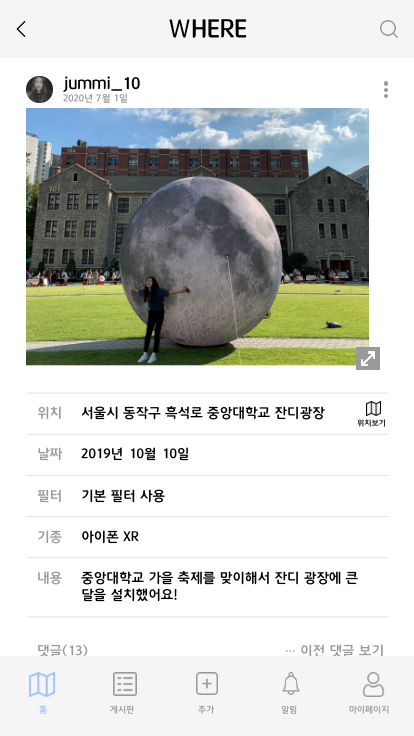 WHERE
jummi_10
2020년 7월 1일
위치 서울시 동작구 흑석로 중앙대학교 잔디광장
위치보기
날짜 2019년 10월 10일
필터 기본 필터 사용
기종 아이폰 XR
내용 중앙대학교 가을 축제를 맞이해서 잔디 광장에 큰
달을 설치했어요!
댓글(13) ··· 이전 댓글 보기
홈 게시판 추가 알림 마이페이지